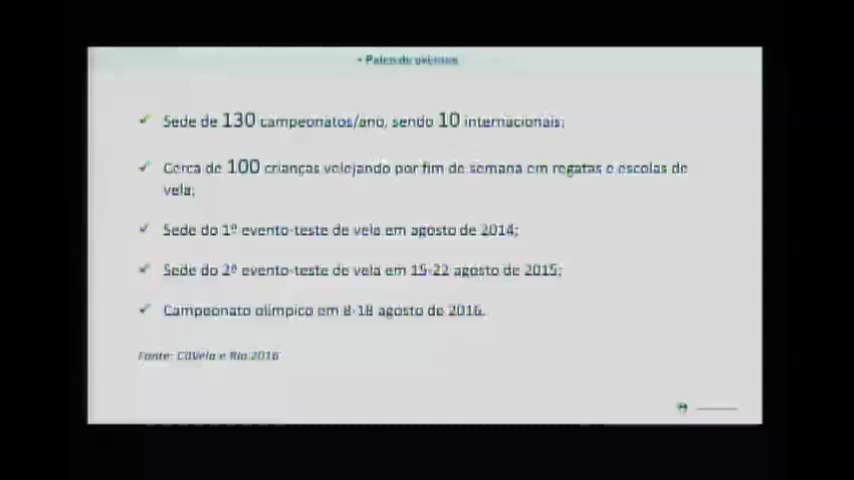 • Palco de eventos
✓ Sede de 130 campeonatos/ano, sendo 10 internacionais;
✓ Cerca de 100 crianças velejando por fim de semana em regatas e escolas de
vela;
✓ Sede do 1º evento-teste de vela em agosto de 2014;
✓ Sede do 2º evento-teste de vela em 15-22 agosto de 2015;
✓ Campeonato olímpico em 8-18 agosto de 2016.
Fonte: CBVela e Rio 2016